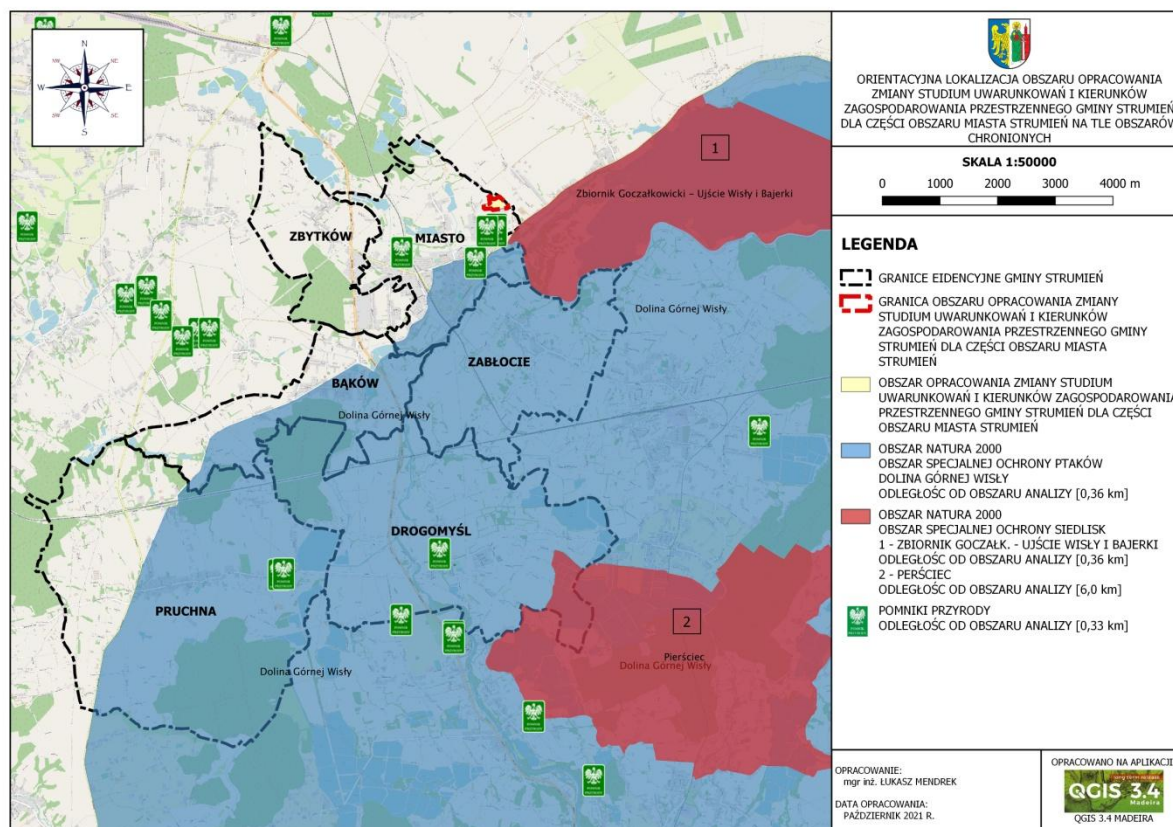 N
NE
E
SE
S
SW
W
NW
1
Zbiornik Goczałkowicki - Ujście Wisły i Bajerki
ZBYTKÓW
MIASTO
Dolina Górnej Wisły
ZABŁOCIE
BĄKÓW
Dolina Górnej Wisły
DROGOMYŚL
PRUCHNA
2
Pierściec
Dolina Górnej Wisły
Dolina Górnej Wisły
ORIENTACYJNA LOKALIZACJA OBSZARU OPRACOWANIA
ZMIANY STUDIUM UWARUNKOWAŃ I KIERUNKÓW
ZAGOSPODAROWANIA PRZESTRZENNEGO GMINY STRUMIEŃ
DLA CZĘŚCI OBSZARU MIASTA STRUMIEŃ NA TLE OBSZARÓW
CHRONIONYCH
SKALA 1:50000
0 1000 2000 3000 4000 m
LEGENDA
GRANICE EIDENCYJNE GMINY STRUMIEŃ
GRANICA OBSZARU OPRACOWANIA ZMIANY
STUDIUM UWARUNKOWAŃ I KIERUNKÓW
ZAGOSPODAROWANIA PRZESTRZENNEGO GMINY
STRUMIEŃ DLA CZĘŚCI OBSZARU MIASTA
STRUMIEŃ
OBSZAR OPRACOWANIA ZMIANY STUDIUM
UWARUNKOWAŃ I KIERUNKÓW ZAGOSPODAROWANIA
PRZESTRZENNEGO GMINY STRUMIEŃ DLA CZĘŚCI
OBSZARU MIASTA STRUMIEŃ
OBSZAR NATURA 2000
OBSZAR SPECJALNEJ OCHRONY PTAKÓW
DOLINA GÓRNEJ WISŁY
ODLEGŁOŚC OD OBSZARU ANALIZY [0,36 km]
OBSZAR NATURA 2000
OBSZAR SPECJALNEJ OCHRONY SIEDLISK
1 - ZBIORNIK GOCZAŁK. - UJŚCIE WISŁY I BAJERKI
ODLEGŁOŚC OD OBSZARU ANALIZY [0,36 km]
2 - PERŚCIEC
ODLEGŁOŚC OD OBSZARU ANALIZY [6,0 km]
POMNIKI PRZYRODY
ODLEGŁOŚC OD OBSZARU ANALIZY [0,33 km]
OPRACOWANIE:
mgr inż. ŁUKASZ MENDREK
DATA OPRACOWANIA:
PAŹDZIERNIK 2021 R.
OPRACOWANO NA APLIKACJI
QGIS 3.4
Madeira
QGIS 3.4 MADEIRA